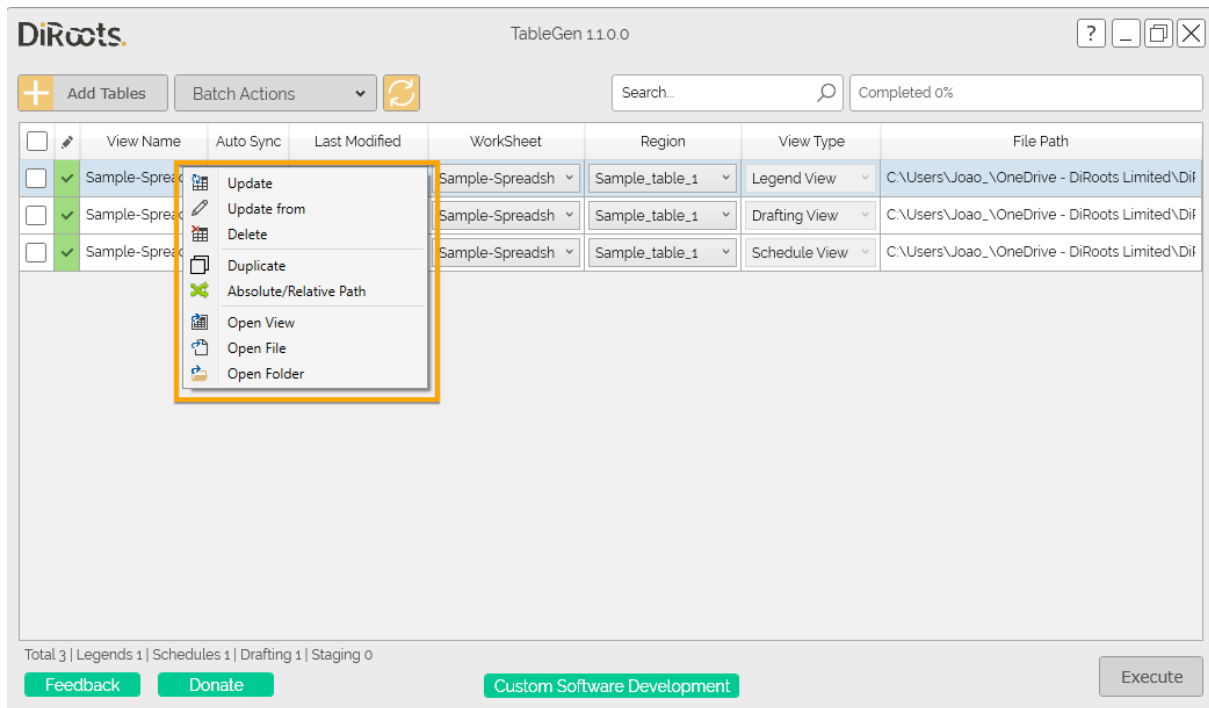 DiRoots. TableGen 1.1.0.0 ?
Add Tables Batch Actions Search... Completed 0%
View Name Auto Sync Last Modified WorkSheet Region View Type File Path
Sample-Spread Sample-Spreadsh Sample_table_1 Legend View C:\Users\Joao_\OneDrive - DiRoots Limited\DiR
Sample-Spread Sample-Spreadsh Sample_table_1 Drafting View C:\Users\Joao_\OneDrive - DiRoots Limited\DiR
Sample-Spread Sample-Spreadsh Sample_table_1 Schedule View C:\Users\Joao_\OneDrive - DiRoots Limited\DiR
Update
Update from
Delete
Duplicate
Absolute/Relative Path
Open View
Open File
Open Folder
Total 3 | Legends 1 | Schedules 1 | Drafting 1 | Staging 0
Feedback Donate Custom Software Development Execute